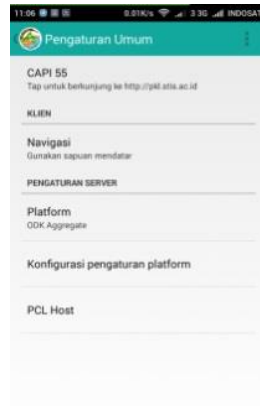 11:06 0.01K/s 3 3G INDOSAT
Pengaturan Umum
CAPI 55
Tap untuk berkunjung ke http://pkl.stis.ac.id
KLIEN
Navigasi
Gunakan sapuan mendatar
PENGATURAN SERVER
Platform
ODK Aggregate
Konfigurasi pengaturan platform
PCL Host